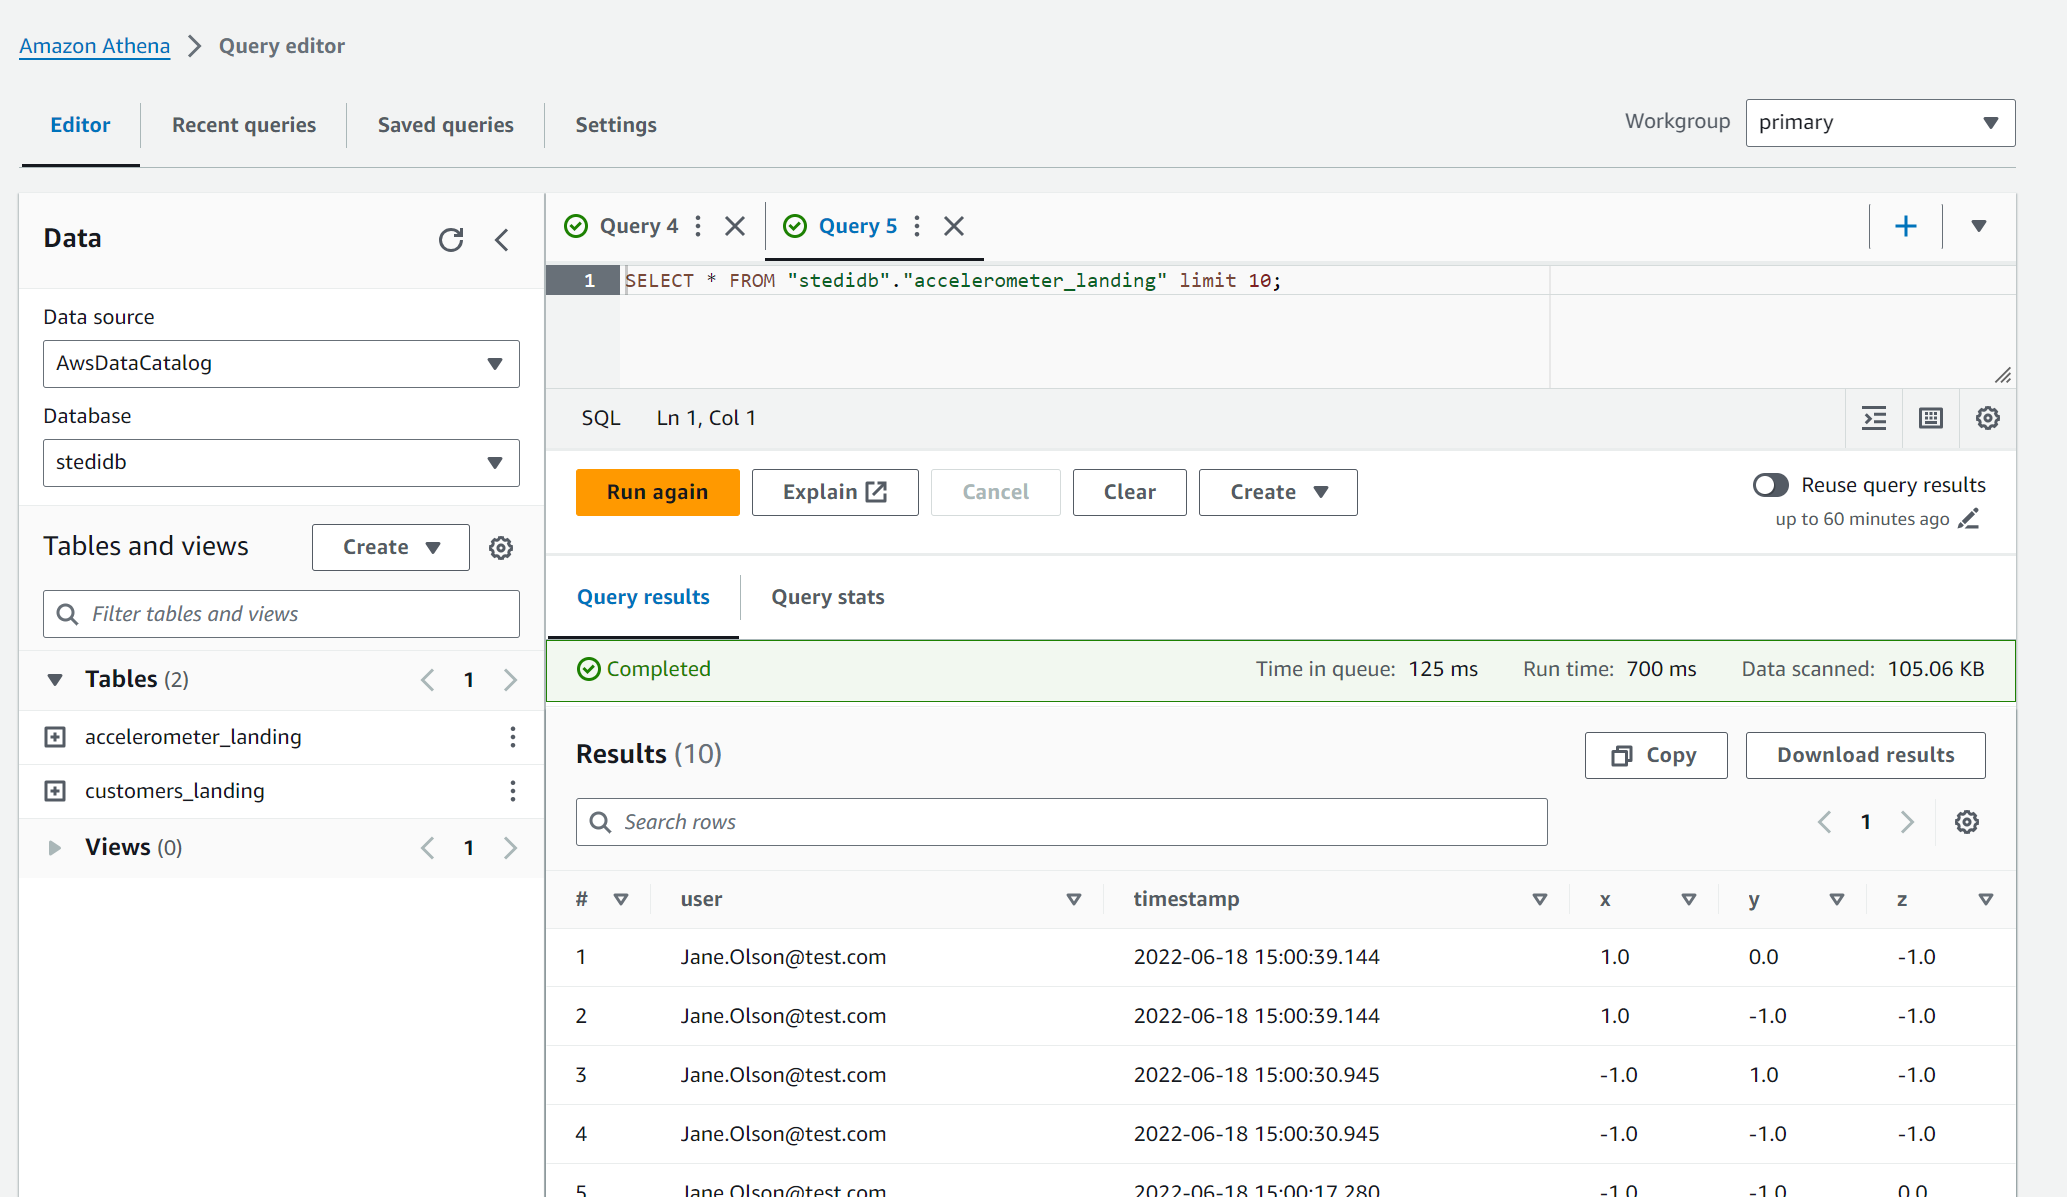 Amazon Athena > Query editor
Editor Recent queries Saved queries Settings
Workgroup primary
Data
Data source
AwsDataCatalog
Database
stedidb
Tables and views Create
Filter tables and views
Tables (2) 1
accelerometer_landing
customers_landing
Views (0) 1
Query 4 Query 5
1 SELECT * FROM "stedidb"."accelerometer_landing" limit 10;
SQL Ln 1, Col 1
Run again Explain Cancel Clear Create
Reuse query results
up to 60 minutes ago
Query results Query stats
Completed Time in queue: 125 ms Run time: 700 ms Data scanned: 105.06 KB
Results (10) Copy Download results
Search rows 1
# user timestamp x y z
1 Jane.Olson@test.com 2022-06-18 15:00:39.144 1.0 0.0 -1.0
2 Jane.Olson@test.com 2022-06-18 15:00:39.144 1.0 -1.0 -1.0
3 Jane.Olson@test.com 2022-06-18 15:00:30.945 -1.0 1.0 -1.0
4 Jane.Olson@test.com 2022-06-18 15:00:30.945 -1.0 -1.0 -1.0
5 Jane.Olson@test.com 2022-06-18 15:00:17.280 -1.0 -1.0 0.0